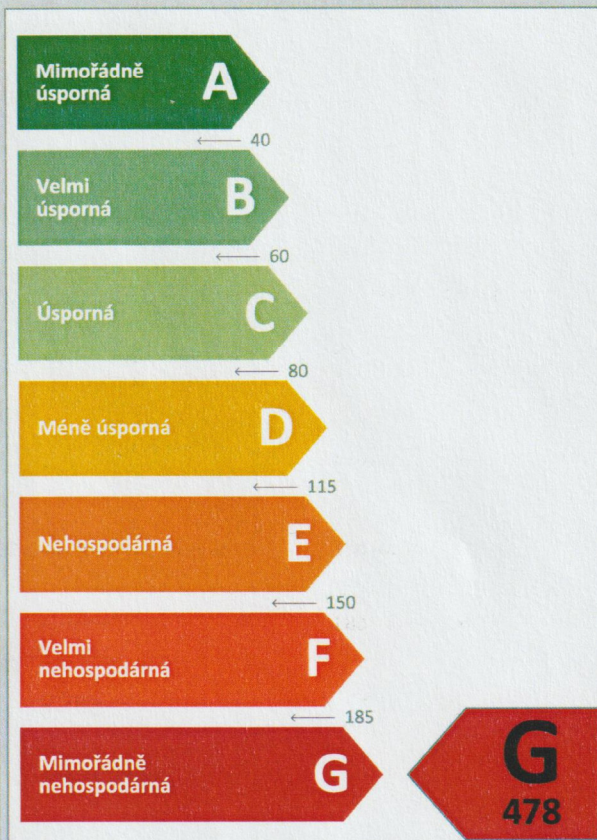 Mimořádně
úsporná
A
← 40
Velmi
úsporná
B
← 60
Úsporná
C
← 80
Méně úsporná
D
← 115
Nehospodárná
E
← 150
Velmi
nehospodárná
F
← 185
Mimořádně
nehospodárná
G
G
478